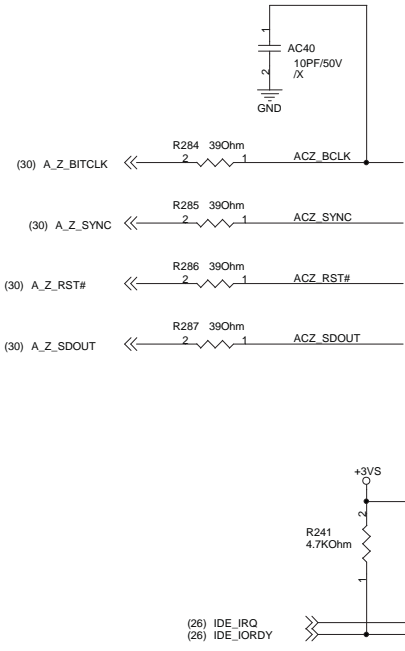 1
AC40
10PF/50V
/X
2
GND
R284 39Ohm
(30) A_Z_BITCLK 2 1 ACZ_BCLK
R285 39Ohm
(30) A_Z_SYNC 2 1 ACZ_SYNC
R286 39Ohm
(30) A_Z_RST# 2 1 ACZ_RST#
R287 39Ohm
(30) A_Z_SDOUT 2 1 ACZ_SDOUT
+3VS
2
R241
4.7KOhm
1
(26) IDE_IRQ
(26) IDE_IORDY